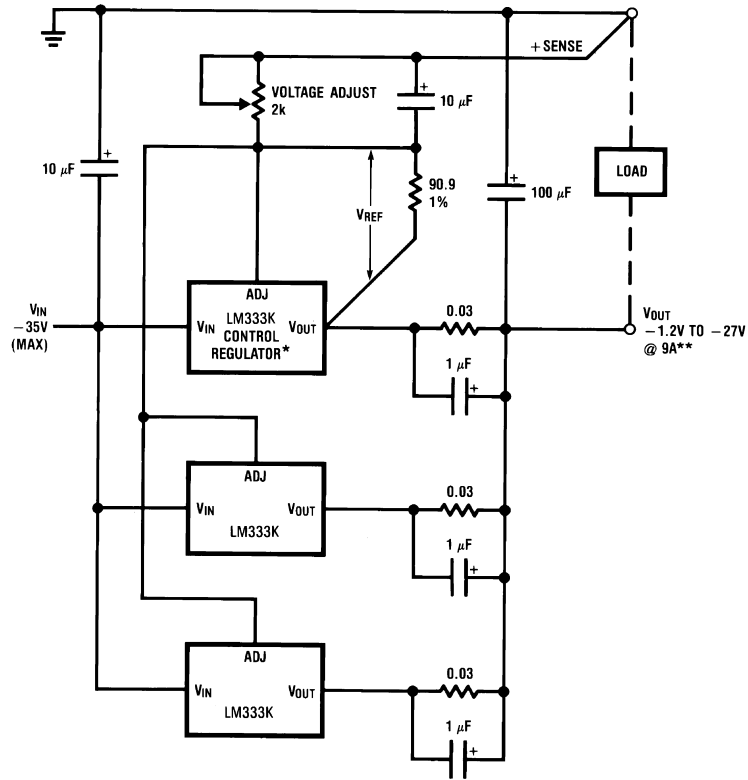 + SENSE
VOLTAGE ADJUST
2k
+
10 μF
+
10 μF
90.9
1%
VREF
+
100 μF
LOAD
ADJ
VIN
−35V
(MAX)
VIN
LM333K
CONTROL
REGULATOR*
VOUT
0.03
VOUT
−1.2V TO −27V
@ 9A**
1 μF
+
ADJ
VIN
VOUT
LM333K
0.03
1 μF
+
ADJ
VIN
VOUT
LM333K
0.03
1 μF
+